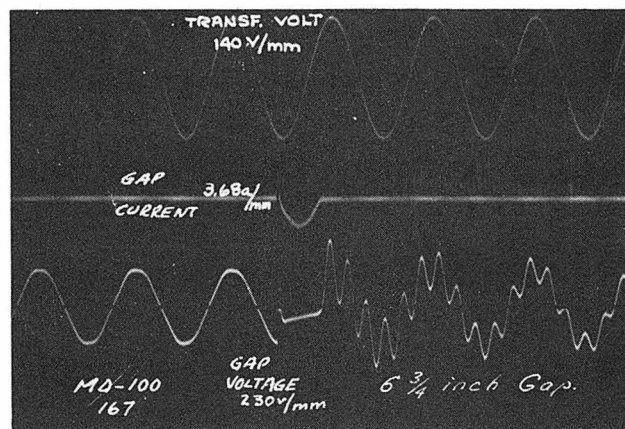 TRANSF. VOLT
140 V/mm
GAP
CURRENT
3.68a/mm
MD-100
167
GAP
VOLTAGE
230v/mm
6 3/4 inch Gap.